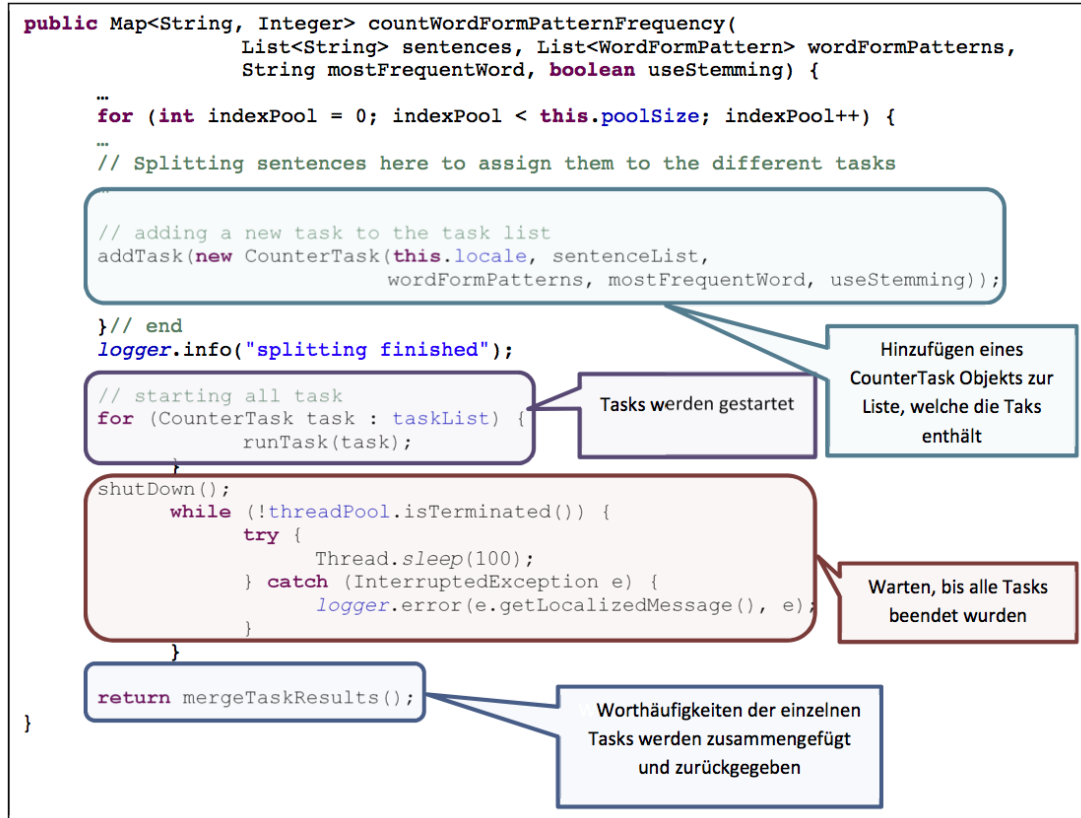 public Map<String, Integer> countWordFormPatternFrequency(
List<String> sentences, List<WordFormPattern> wordFormPatterns,
String mostFrequentWord, boolean useStemming) {
…
for (int indexPool = 0; indexPool < this.poolSize; indexPool++) {
…
// Splitting sentences here to assign them to the different tasks
…
// adding a new task to the task list
addTask(new CounterTask(this.locale, sentenceList,
wordFormPatterns, mostFrequentWord, useStemming));
}// end
logger.info("splitting finished");
Hinzufügen eines
CounterTask Objekts zur
Liste, welche die Taks
enthält
// starting all task
for (CounterTask task : taskList) {
runTask(task);
}
Tasks werden gestartet
shutDown();
while (!threadPool.isTerminated()) {
try {
Thread.sleep(100);
} catch (InterruptedException e) {
logger.error(e.getLocalizedMessage(), e);
}
}
Warten, bis alle Tasks
beendet wurden
return mergeTaskResults();
}
Worthäufigkeiten der einzelnen
Tasks werden zusammengefügt
und zurückgegeben